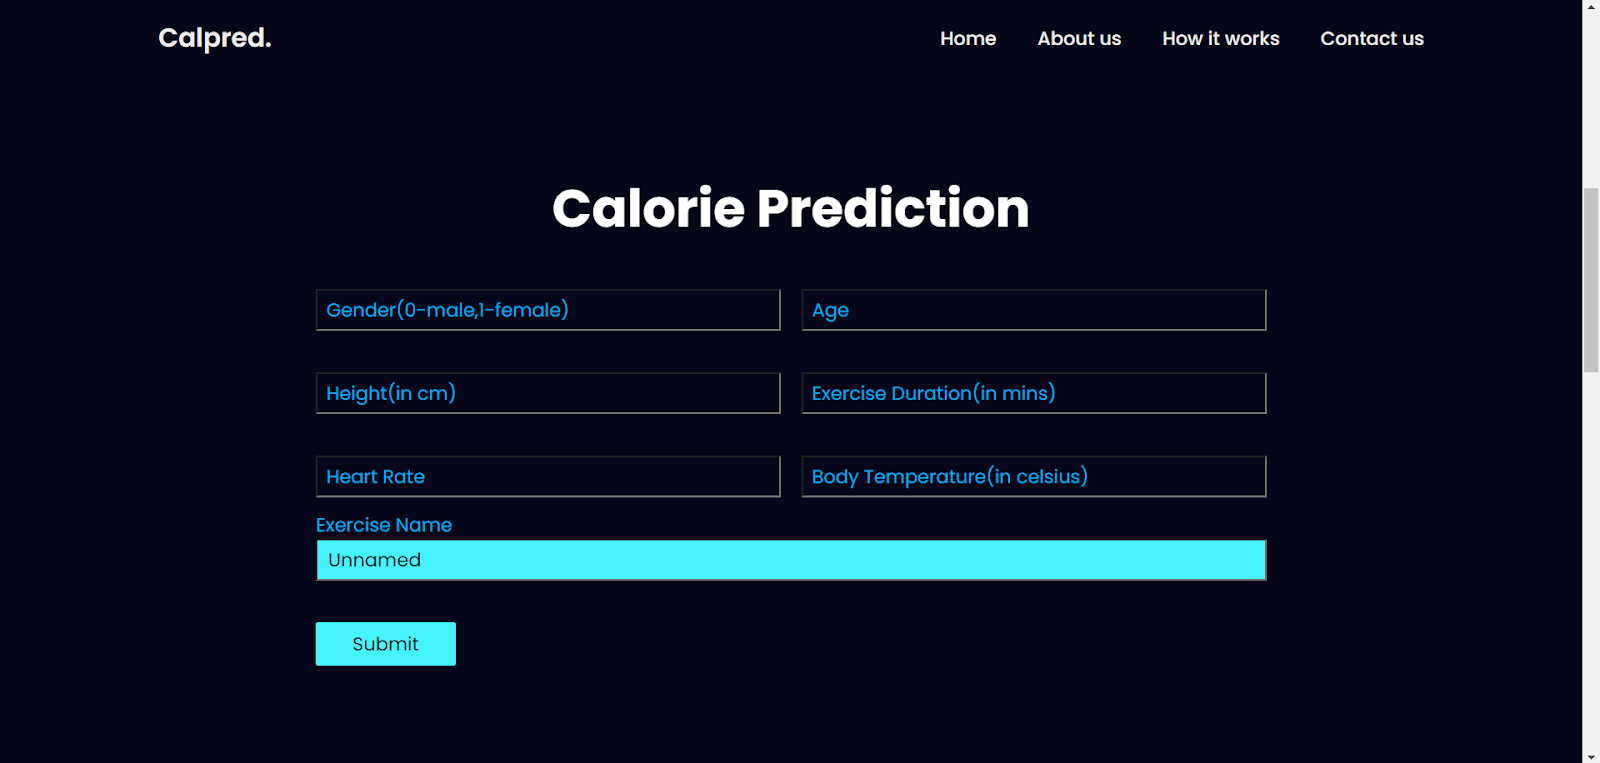 Calpred.
Home About us How it works Contact us
Calorie Prediction
Gender(0-male,1-female) Age
Height(in cm) Exercise Duration(in mins)
Heart Rate Body Temperature(in celsius)
Exercise Name
Unnamed
Submit